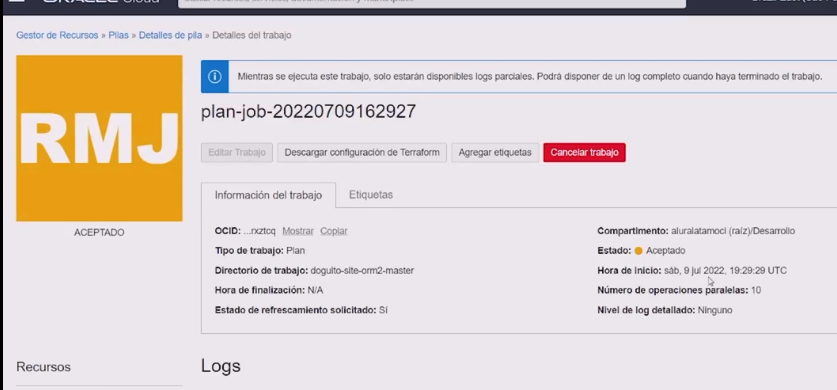 Cloud
Gestor de Recursos » Pilas » Detalles de pila » Detalles del trabajo
RMJ
ACEPTADO
Mientras se ejecuta este trabajo, solo estarán disponibles logs parciales. Podrá disponer de un log completo cuando haya terminado el trabajo.
plan-job-20220709162927
Editar Trabajo
Descargar configuración de Terraform
Agregar etiquetas
Cancelar trabajo
Información del trabajo
Etiquetas
OCID: ...rxztcq Mostrar Copiar
Tipo de trabajo: Plan
Directorio de trabajo: doguito-site-orm2-master
Hora de finalización: N/A
Estado de refrescamiento solicitado: Sí
Compartimento: aluralatamoci (raíz)/Desarrollo
Estado: Aceptado
Hora de inicio: sáb, 9 jul 2022, 19:29:29 UTC
Número de operaciones paralelas: 10
Nivel de log detallado: Ninguno
Recursos
Logs